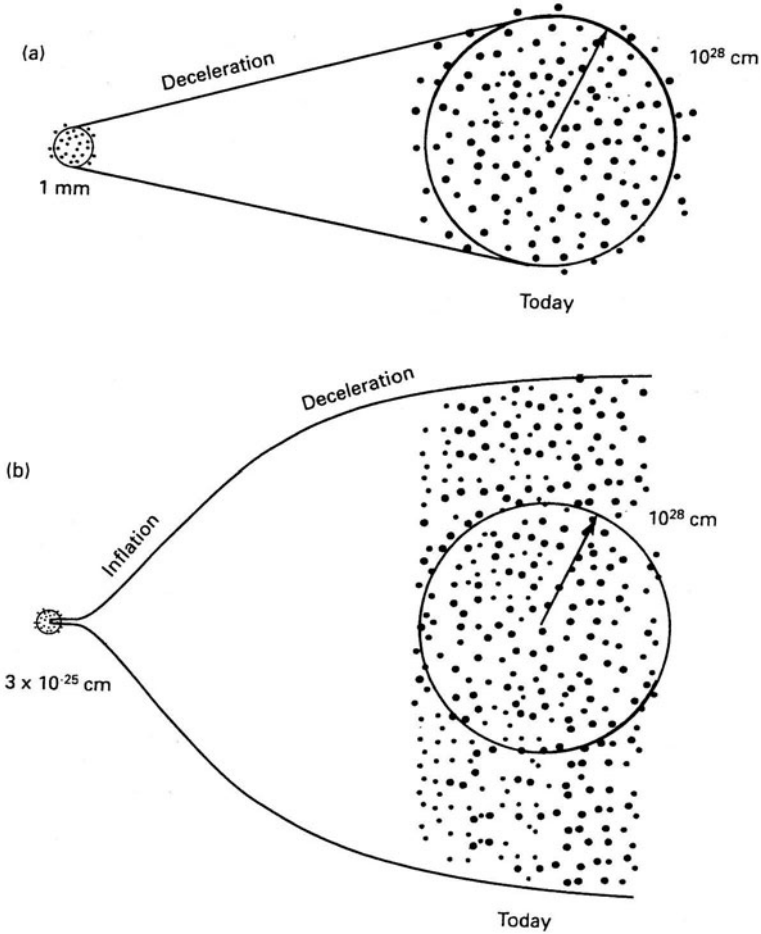 (a)
Deceleration
10²⁸ cm
1 mm
Today
Deceleration
(b)
10²⁸ cm
Inflation
3 x 10⁻²⁵ cm
Today